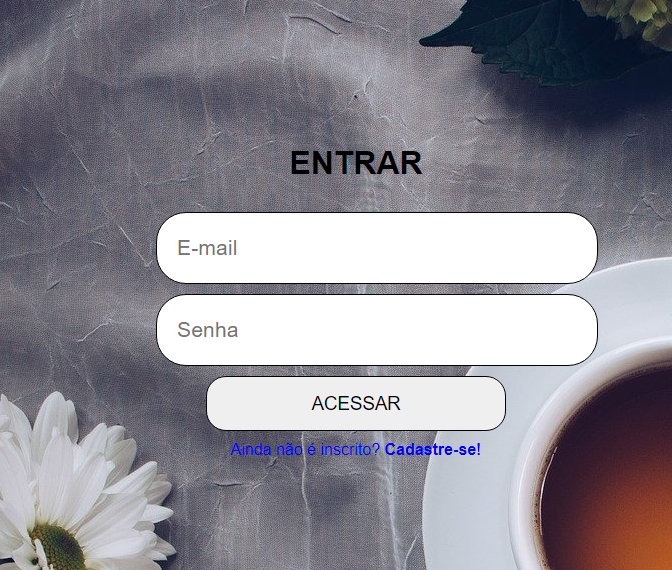 ENTRAR
E-mail
Senha
ACESSAR
Ainda não é inscrito? Cadastre-se!